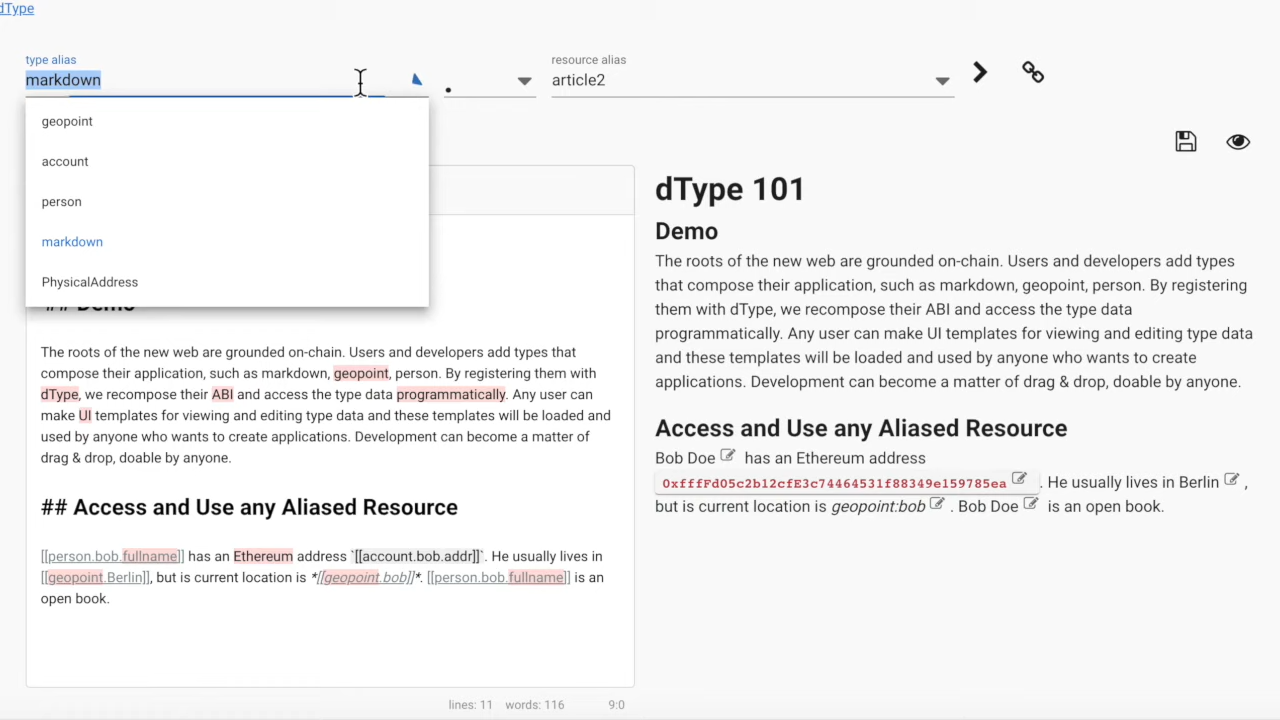 dType
type alias
markdown
.
resource alias
article2
geopoint
account
person
markdown
PhysicalAddress
## Demo
The roots of the new web are grounded on-chain. Users and developers add types that
compose their application, such as markdown, geopoint, person. By registering them with
dType, we recompose their ABI and access the type data programmatically. Any user can
make UI templates for viewing and editing type data and these templates will be loaded and
used by anyone who wants to create applications. Development can become a matter of
drag & drop, doable by anyone.
## Access and Use any Aliased Resource
[[person.bob.fullname]] has an Ethereum address `[[account.bob.addr]]`. He usually lives in
[[geopoint.Berlin]], but is current location is *[[geopoint.bob]]*. [[person.bob.fullname]] is an
open book.
lines: 11 words: 116 9:0
dType 101
Demo
The roots of the new web are grounded on-chain. Users and developers add types
that compose their application, such as markdown, geopoint, person. By registering
them with dType, we recompose their ABI and access the type data
programmatically. Any user can make UI templates for viewing and editing type data
and these templates will be loaded and used by anyone who wants to create
applications. Development can become a matter of drag & drop, doable by anyone.
Access and Use any Aliased Resource
Bob Doe has an Ethereum address
0xfffFd05c2b12cfE3c74464531f88349e159785ea . He usually lives in Berlin ,
but is current location is geopoint:bob . Bob Doe is an open book.